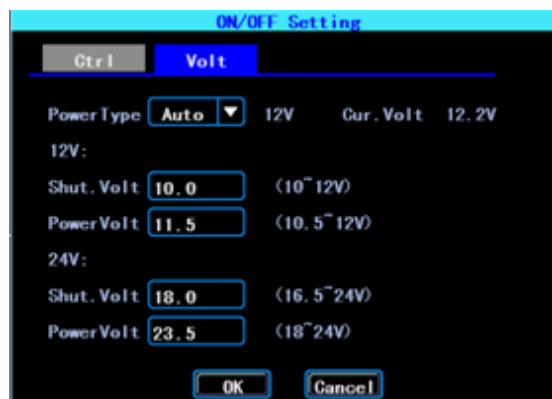 ON/OFF Setting
Ctrl Volt
PowerType Auto 12V Cur.Volt 12.2V
12V:
Shut.Volt 10.0 (10~12V)
PowerVolt 11.5 (10.5~12V)
24V:
Shut.Volt 18.0 (16.5~24V)
PowerVolt 23.5 (18~24V)
OK Cancel